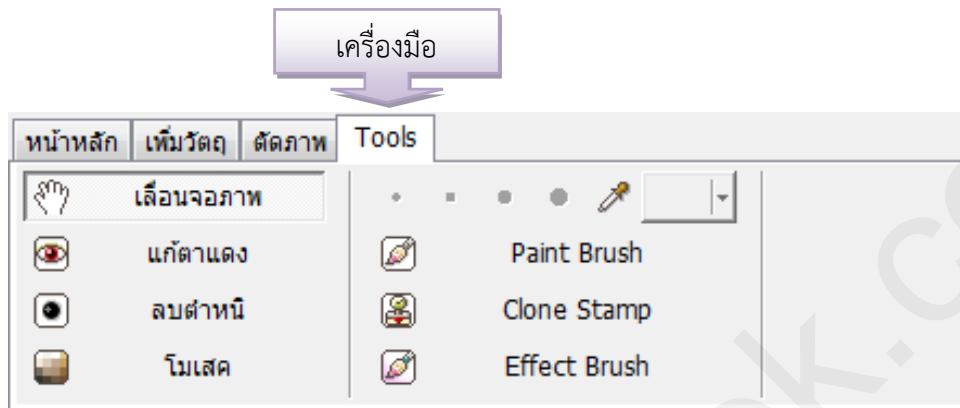 เครื่องมือ
หน้าหลัก เพิ่มวัตถุ ตัดภาพ Tools
เลื่อนจอภาพ
แก้ตาแดง Paint Brush
ลบตำหนิ Clone Stamp
โมเสค Effect Brush